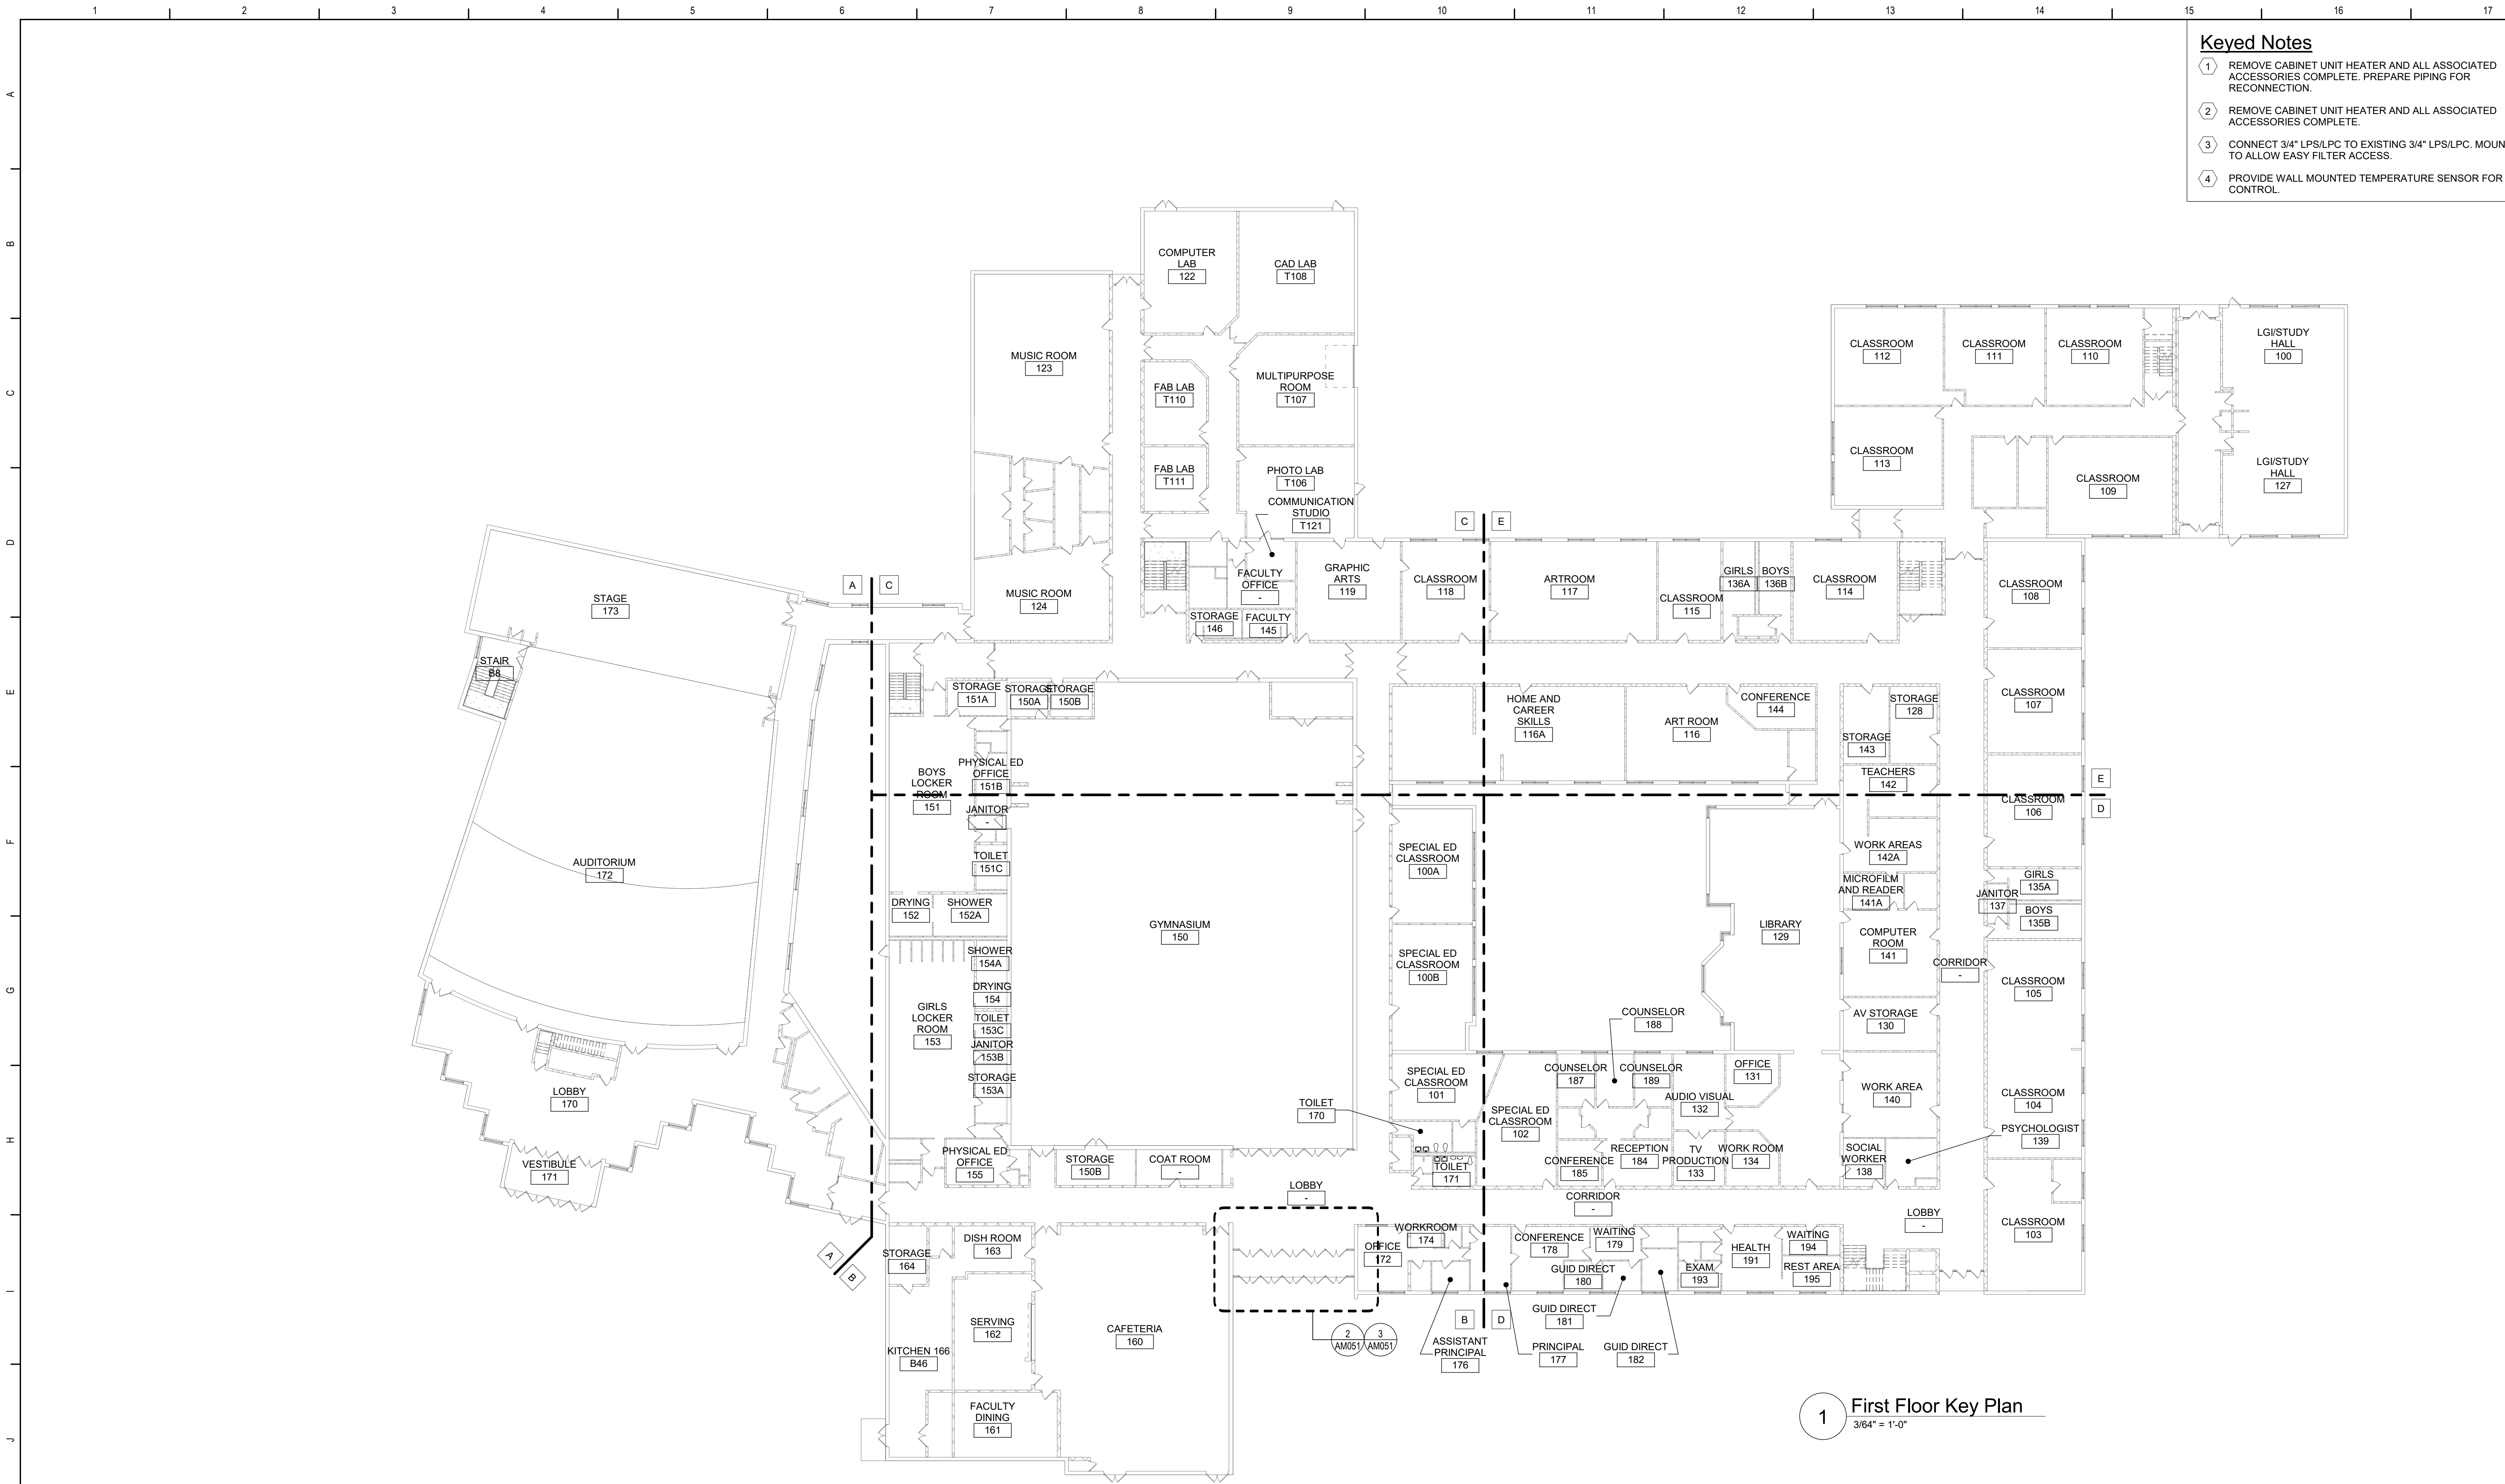 1 2 3 4 5 6 7 8 9 10 11 12 13 14 15 16 17
A
B
C
D
E
F
G
H
I
J
Keyed Notes
1 REMOVE CABINET UNIT HEATER AND ALL ASSOCIATED
ACCESSORIES COMPLETE. PREPARE PIPING FOR
RECONNECTION.
2 REMOVE CABINET UNIT HEATER AND ALL ASSOCIATED
ACCESSORIES COMPLETE.
3 CONNECT 3/4" LPS/LPC TO EXISTING 3/4" LPS/LPC. MOUN
TO ALLOW EASY FILTER ACCESS.
4 PROVIDE WALL MOUNTED TEMPERATURE SENSOR FOR
CONTROL.
COMPUTER
LAB
122
CAD LAB
T108
MUSIC ROOM
123
FAB LAB
T110
MULTIPURPOSE
ROOM
T107
FAB LAB
T111
PHOTO LAB
T106
COMMUNICATION
STUDIO
T121
CLASSROOM
112
CLASSROOM
111
CLASSROOM
110
LGI/STUDY
HALL
100
CLASSROOM
113
CLASSROOM
109
LGI/STUDY
HALL
127
C E
A C
STAGE
173
MUSIC ROOM
124
FACULTY
OFFICE
-
STORAGE
146
FACULTY
145
GRAPHIC
ARTS
119
CLASSROOM
118
ARTROOM
117
CLASSROOM
115
GIRLS
136A
BOYS
136B
CLASSROOM
114
CLASSROOM
108
STAIR
B8
STORAGE
151A
STORAGE
150A
STORAGE
150B
HOME AND
CAREER
SKILLS
116A
ART ROOM
116
CONFERENCE
144
STORAGE
128
STORAGE
143
CLASSROOM
107
BOYS
LOCKER
ROOM
151
PHYSICAL ED
OFFICE
151B
JANITOR
-
TEACHERS
142
CLASSROOM
106
E
D
AUDITORIUM
172
TOILET
151C
DRYING
152
SHOWER
152A
GYMNASIUM
150
SPECIAL ED
CLASSROOM
100A
WORK AREAS
142A
MICROFILM
AND READER
141A
GIRLS
135A
JANITOR
137
BOYS
135B
LIBRARY
129
COMPUTER
ROOM
141
SHOWER
154A
DRYING
154
SPECIAL ED
CLASSROOM
100B
CORRIDOR
-
CLASSROOM
105
GIRLS
LOCKER
ROOM
153
TOILET
153C
JANITOR
153B
STORAGE
153A
COUNSELOR
188
AV STORAGE
130
LOBBY
170
SPECIAL ED
CLASSROOM
101
COUNSELOR
187
COUNSELOR
189
OFFICE
131
WORK AREA
140
CLASSROOM
104
TOILET
170
SPECIAL ED
CLASSROOM
102
AUDIO VISUAL
132
PSYCHOLOGIST
139
VESTIBULE
171
PHYSICAL ED
OFFICE
155
STORAGE
150B
COAT ROOM
-
TOILET
171
CONFERENCE
185
RECEPTION
184
TV
PRODUCTION
133
WORK ROOM
134
SOCIAL
WORKER
138
LOBBY
-
CORRIDOR
-
LOBBY
-
CLASSROOM
103
A
B
STORAGE
164
DISH ROOM
163
OFFICE
172
WORKROOM
174
CONFERENCE
178
WAITING
179
GUID DIRECT
180
EXAM
193
HEALTH
191
WAITING
194
REST AREA
195
B D
GUID DIRECT
181
SERVING
162
CAFETERIA
160
2
AM051
3
AM051
ASSISTANT
PRINCIPAL
176
PRINCIPAL
177
GUID DIRECT
182
KITCHEN 166
B46
FACULTY
DINING
161
1 First Floor Key Plan
3/64" = 1'-0"